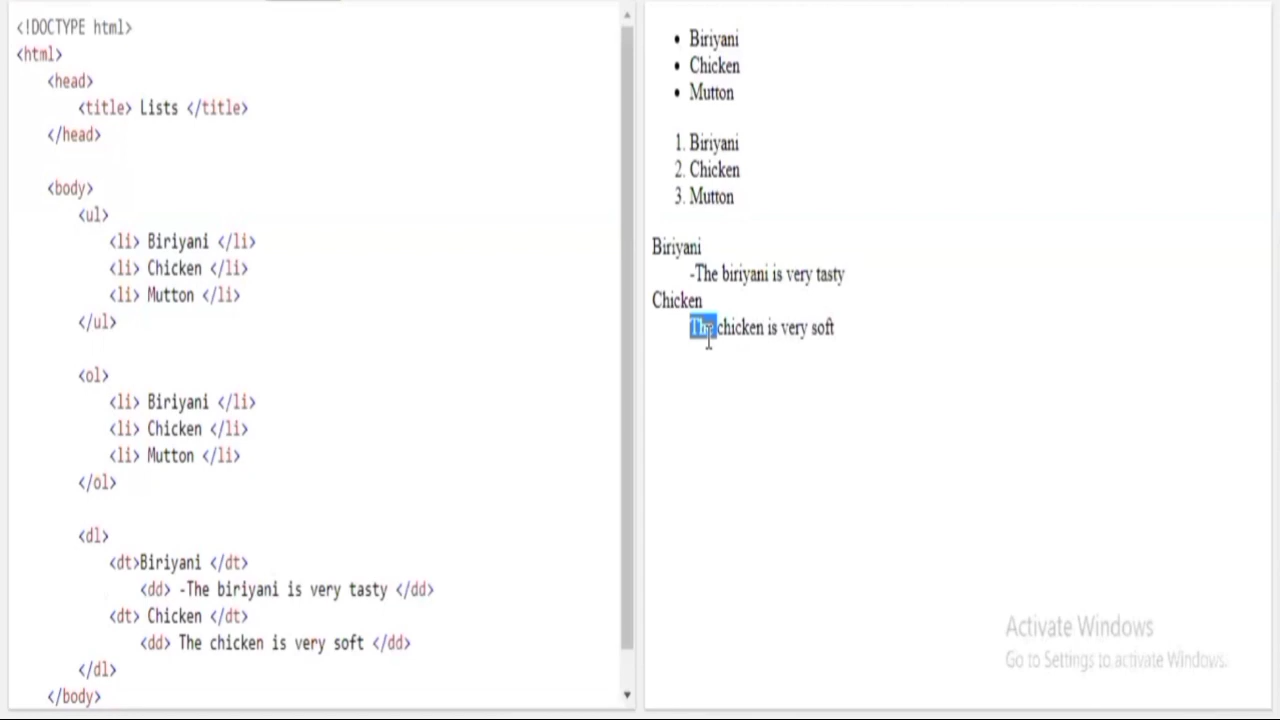 <!DOCTYPE html>
<html>
<head>
<title> Lists </title>
</head>
<body>
<ul>
<li> Biriyani </li>
<li> Chicken </li>
<li> Mutton </li>
</ul>
<ol>
<li> Biriyani </li>
<li> Chicken </li>
<li> Mutton </li>
</ol>
<dl>
<dt>Biriyani </dt>
<dd> -The biriyani is very tasty </dd>
<dt> Chicken </dt>
<dd> The chicken is very soft </dd>
</dl>
</body>
• Biriyani
• Chicken
• Mutton
1. Biriyani
2. Chicken
3. Mutton
Biriyani
-The biriyani is very tasty
Chicken
The chicken is very soft
Activate Windows
Go to Settings to activate Windows.